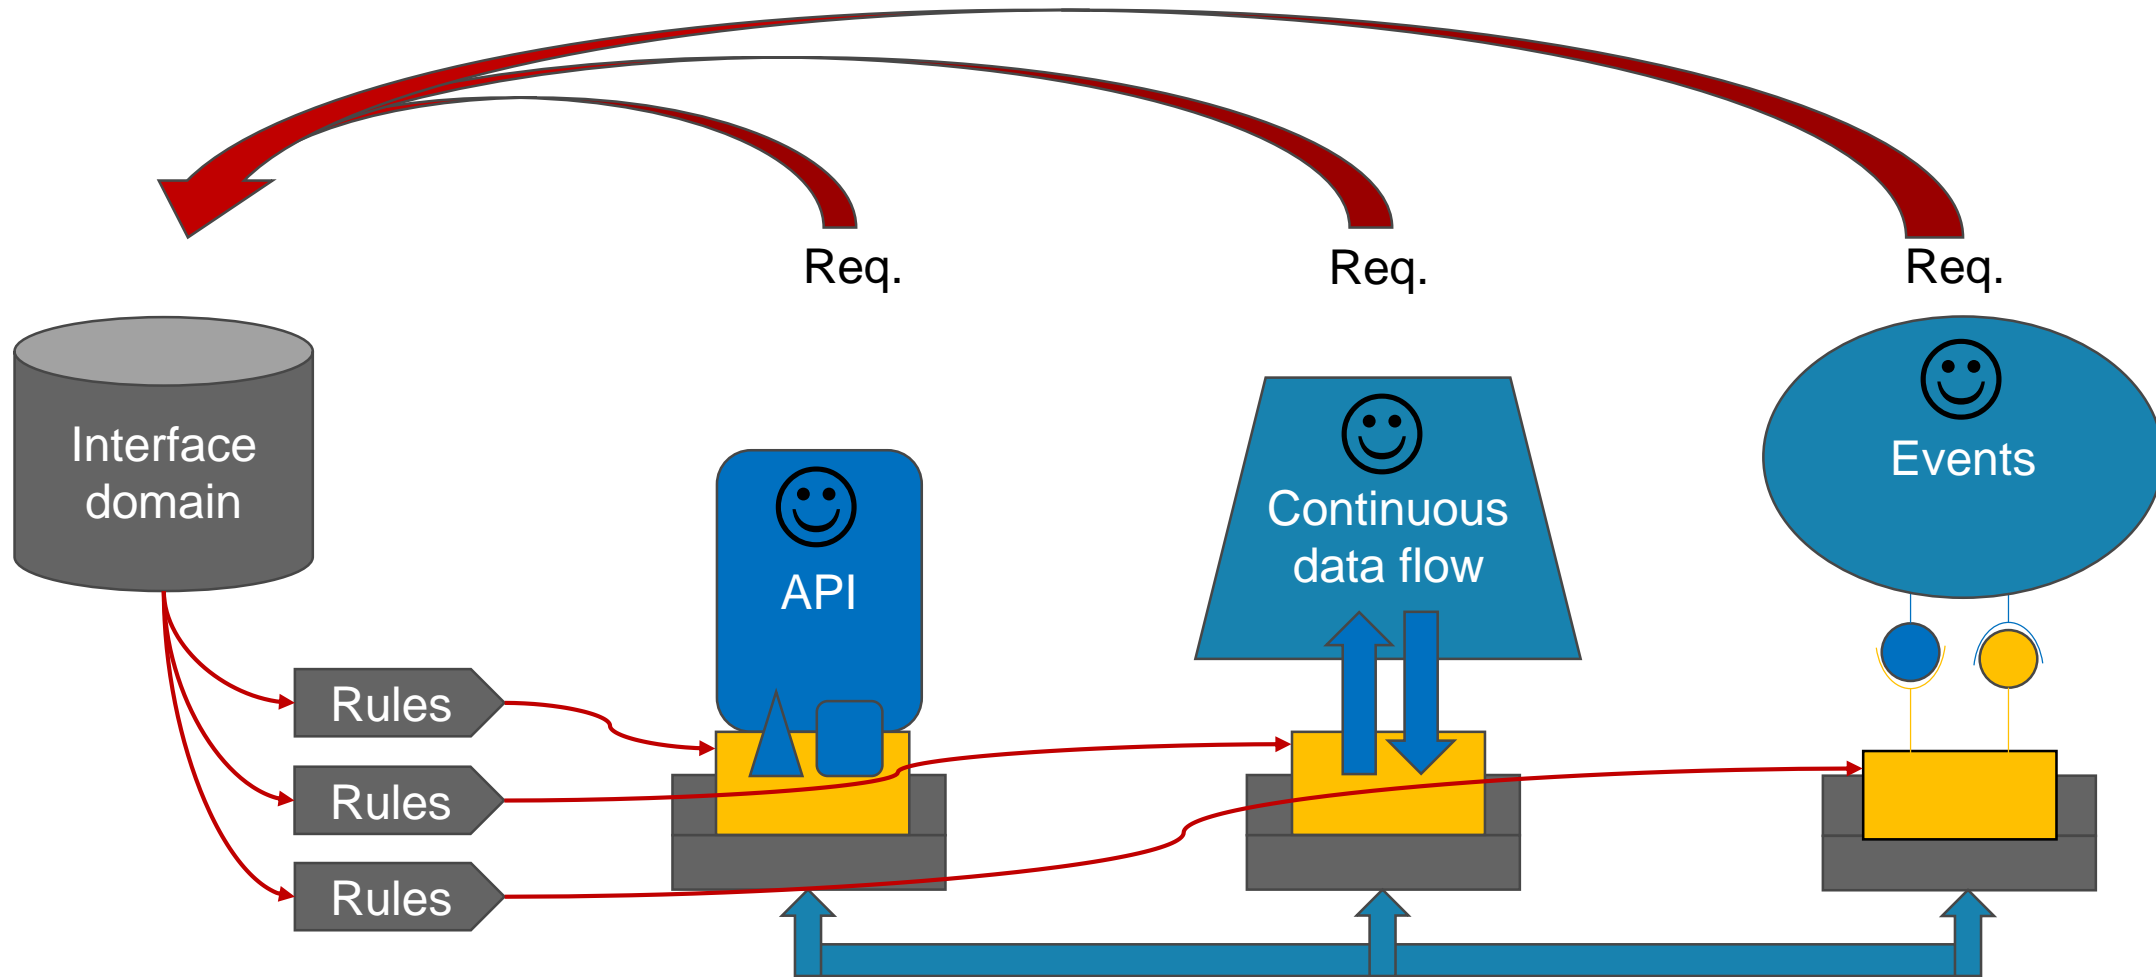 Req.
Req.
Req.
Interface
domain
API
Continuous
data flow
Events
Rules
Rules
Rules